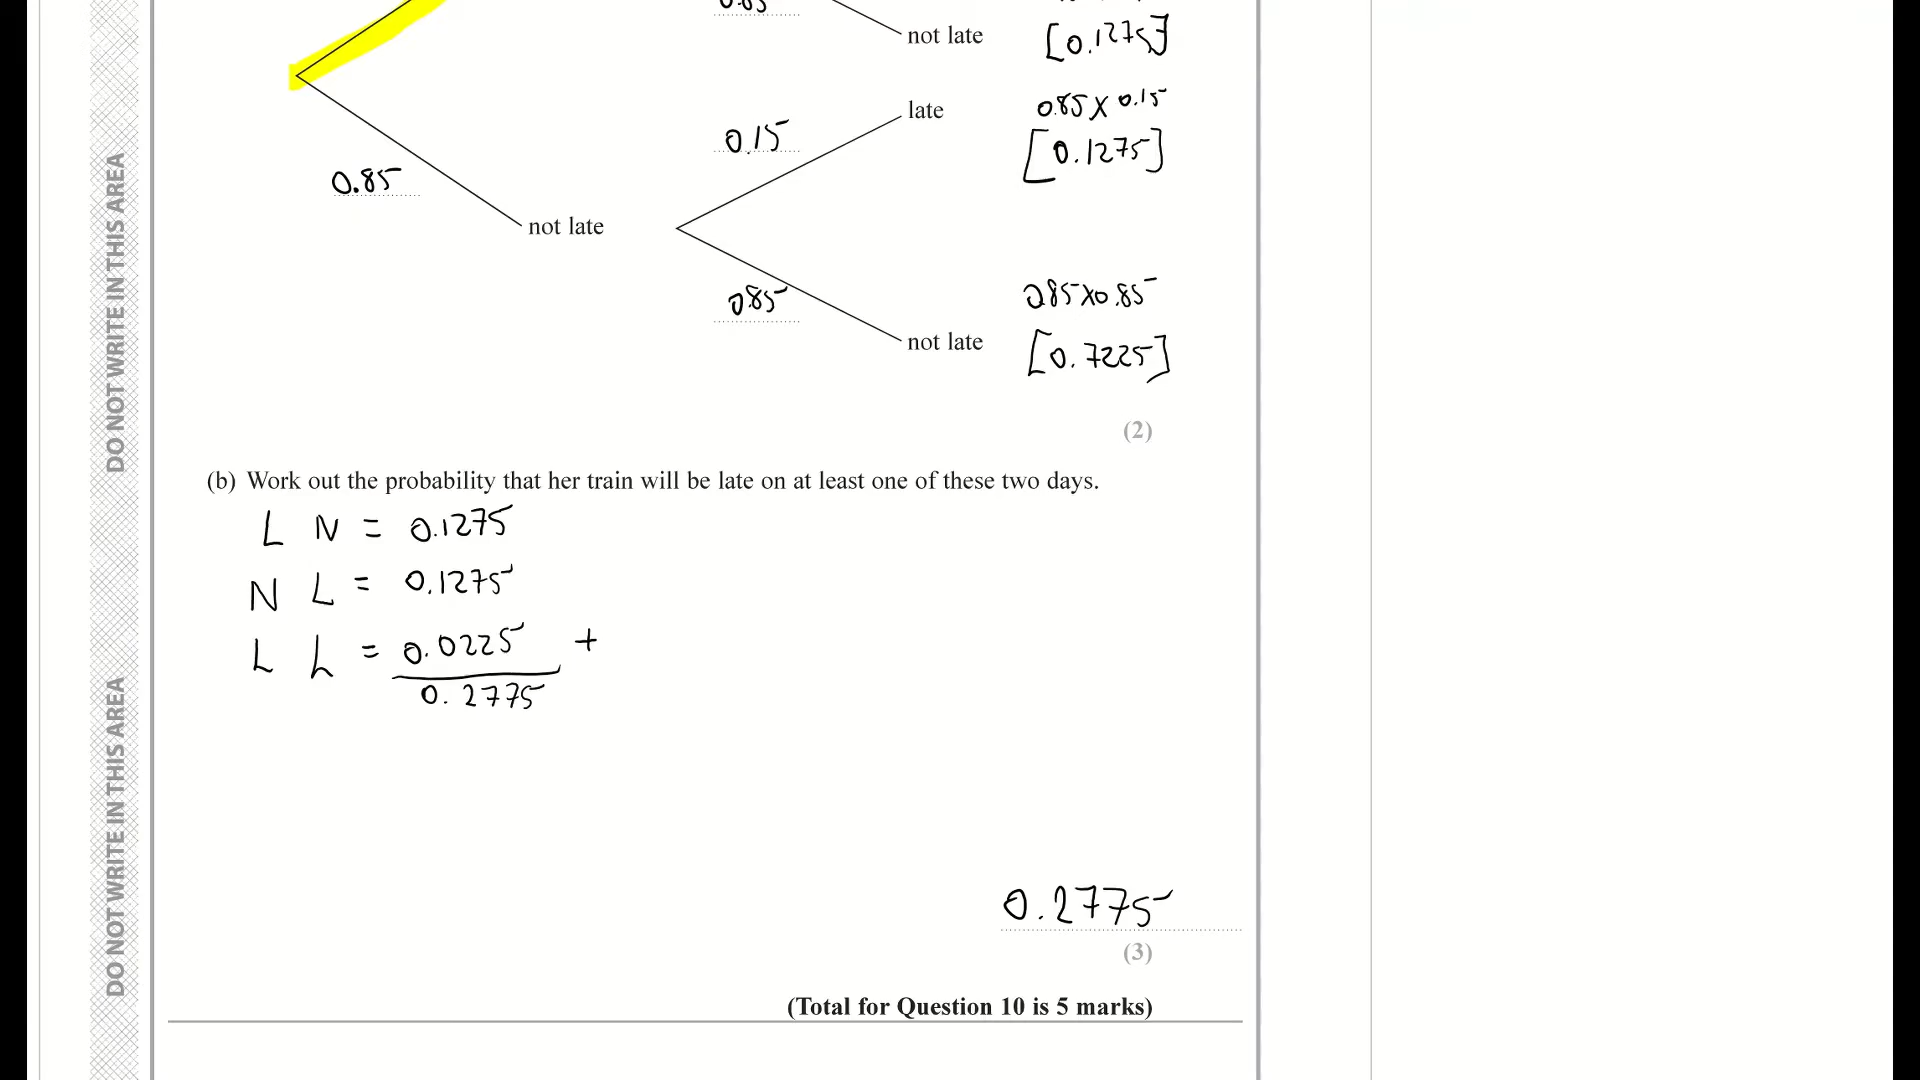 0.85
not late
[0.1275]
late
0.85 X 0.15
[0.1275]
0.15
0.85
not late
0.85
0.85X0.85
not late
[0.7225]
(2)
(b) Work out the probability that her train will be late on at least one of these two days.
L N = 0.1275
N L = 0.1275
L L = 0.0225 +
0.2775
0.2775
(3)
(Total for Question 10 is 5 marks)
DO NOT WRITE IN THIS AREA
DO NOT WRITE IN THIS AREA